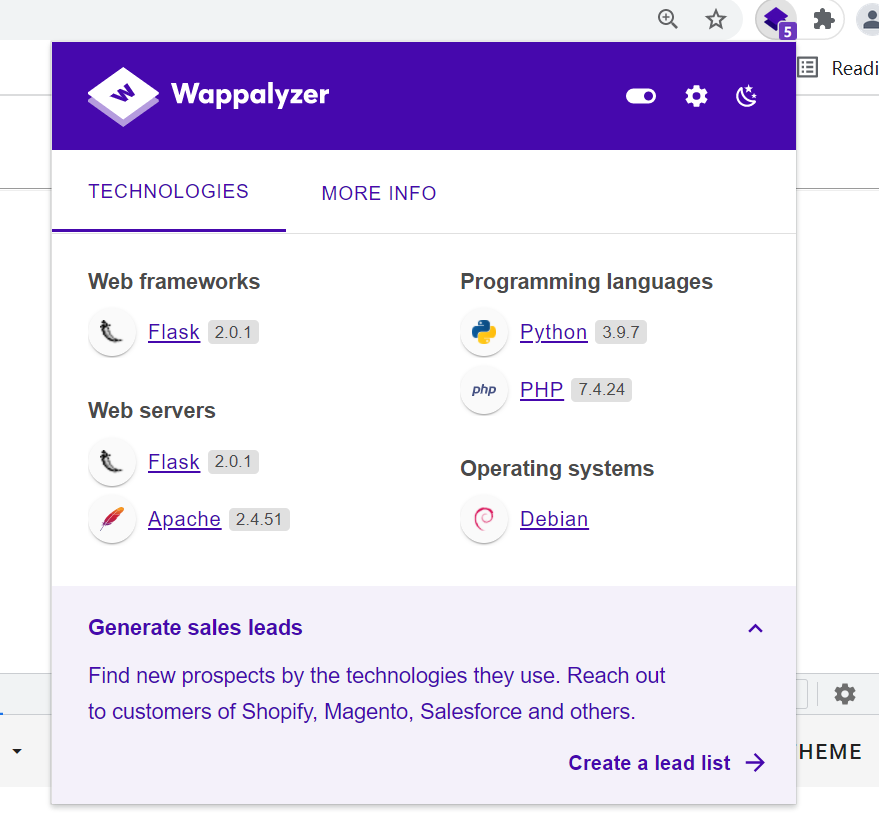 5
Readi
W
Wappalyzer
TECHNOLOGIES
MORE INFO
Web frameworks
Flask 2.0.1
Web servers
Flask 2.0.1
Apache 2.4.51
Programming languages
Python 3.9.7
php PHP 7.4.24
Operating systems
Debian
Generate sales leads
Find new prospects by the technologies they use. Reach out
to customers of Shopify, Magento, Salesforce and others.
Create a lead list
HEME